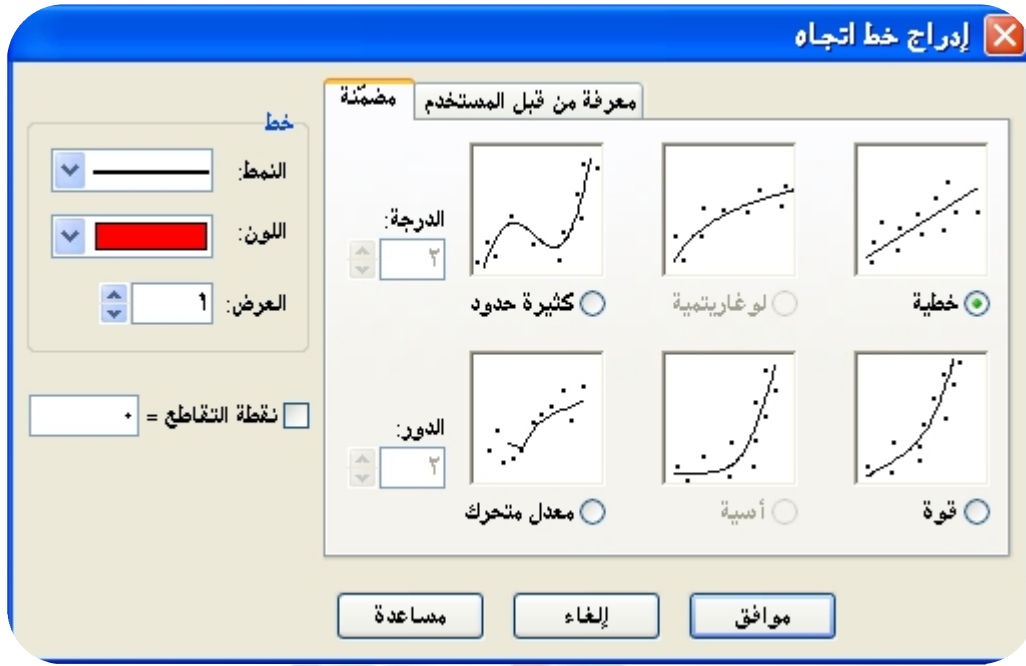 إدراج خط اتجاه
معرفة من قبل المستخدم
مضمّنة
خطية
لوغاريتمية
كثيرة حدود
الدرجة:
٢
قوة
أسية
معدل متحرك
الدور:
٢
خط
النمط:
اللون:
العرض:
١
نقطة التقاطع =
٠
موافق
إلغاء
مساعدة